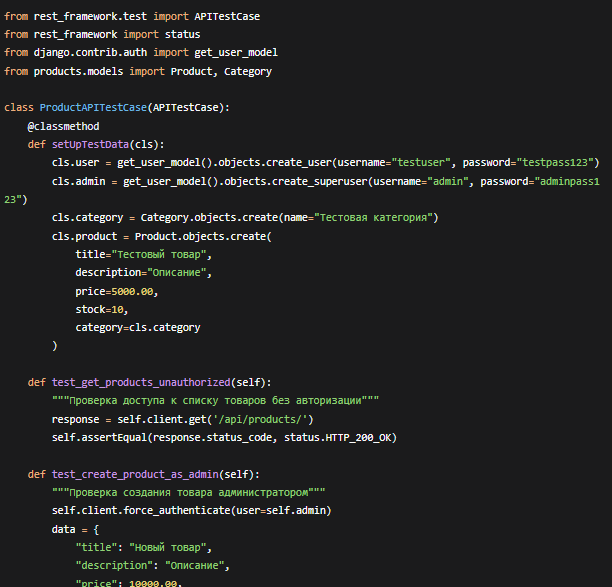 from rest_framework.test import APITestCase
from rest_framework import status
from django.contrib.auth import get_user_model
from products.models import Product, Category

class ProductAPITestCase(APITestCase):
    @classmethod
    def setUpTestData(cls):
        cls.user = get_user_model().objects.create_user(username="testuser", password="testpass123")
        cls.admin = get_user_model().objects.create_superuser(username="admin", password="adminpass1
23")
        cls.category = Category.objects.create(name="Тестовая категория")
        cls.product = Product.objects.create(
            title="Тестовый товар",
            description="Описание",
            price=5000.00,
            stock=10,
            category=cls.category
        )

    def test_get_products_unauthorized(self):
        """Проверка доступа к списку товаров без авторизации"""
        response = self.client.get('/api/products/')
        self.assertEqual(response.status_code, status.HTTP_200_OK)

    def test_create_product_as_admin(self):
        """Проверка создания товара администратором"""
        self.client.force_authenticate(user=self.admin)
        data = {
            "title": "Новый товар",
            "description": "Описание",
            "price": 10000.00,